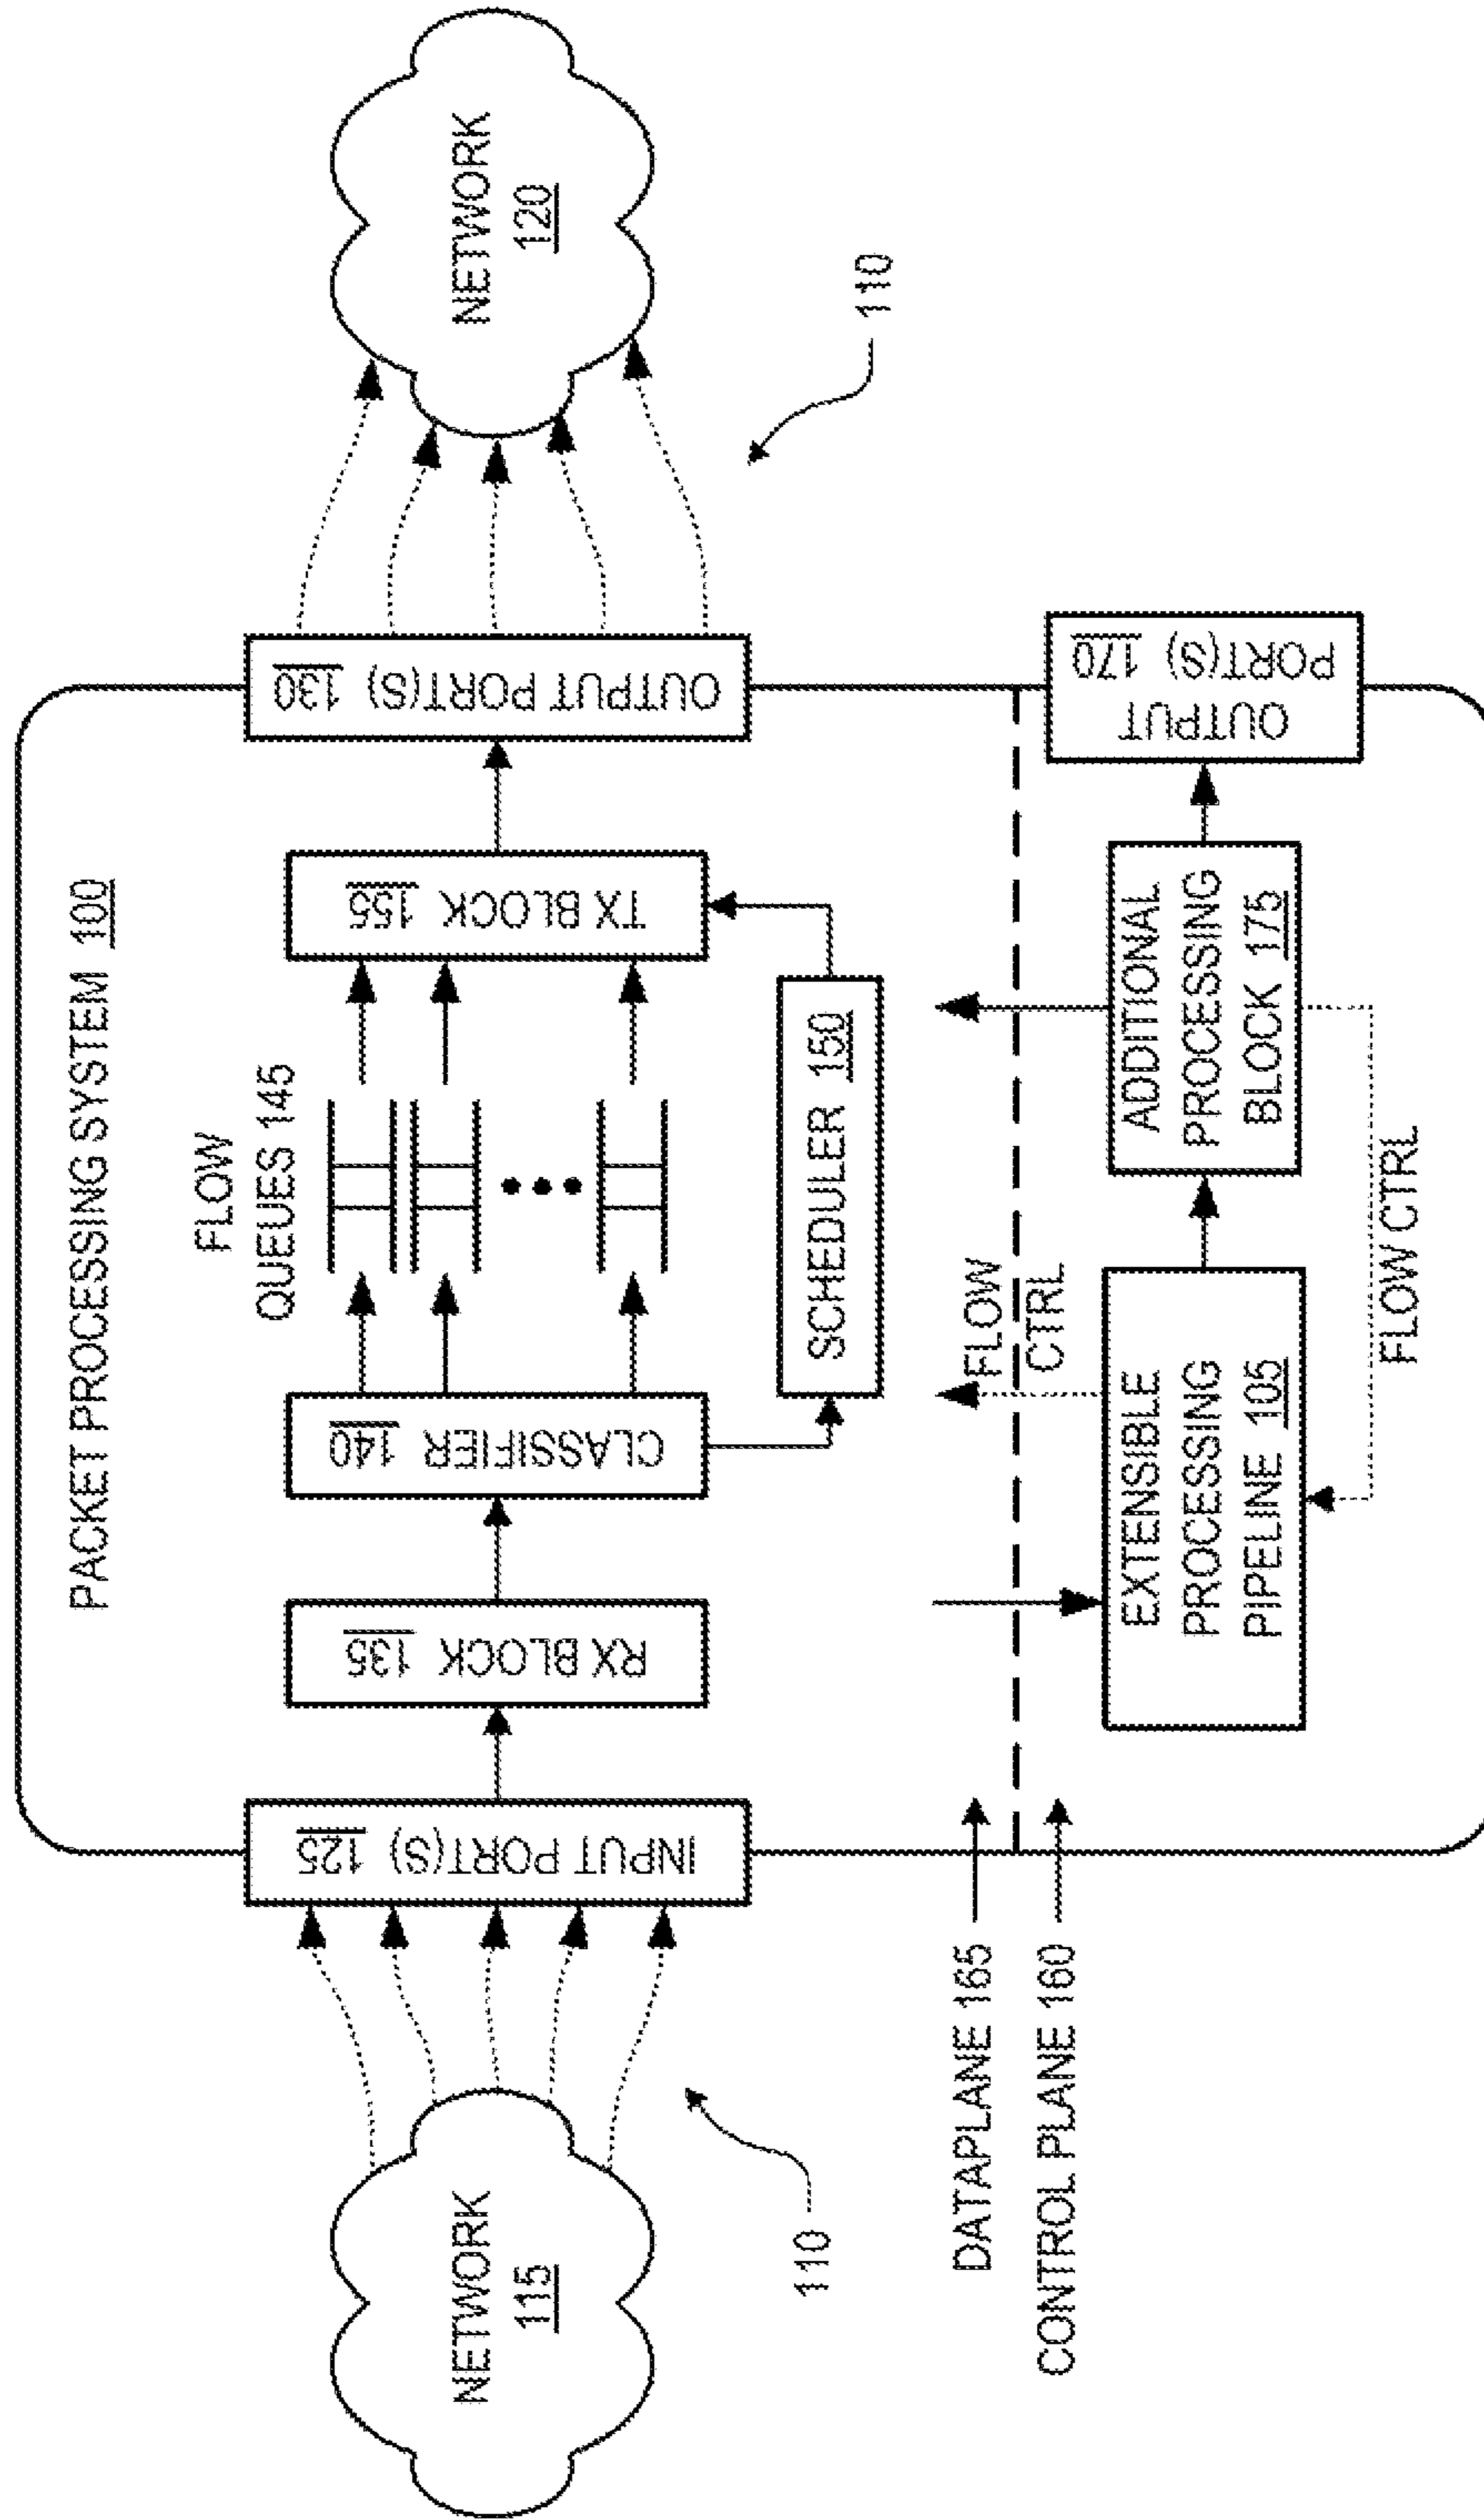 PACKET PROCESSING SYSTEM 100
NETWORK
115
110
INPUT PORT(S) 125
RX BLOCK 135
CLASSIFIER 140
FLOW
QUEUES 145
SCHEDULER 150
TX BLOCK 155
OUTPUT PORT(S) 130
NETWORK
120
110
DATAPLANE 165
CONTROL PLANE 160
FLOW
CTRL
EXTENSIBLE
PROCESSING
PIPELINE 105
ADDITIONAL
PROCESSING
BLOCK 175
FLOW CTRL
OUTPUT
PORT(S) 170